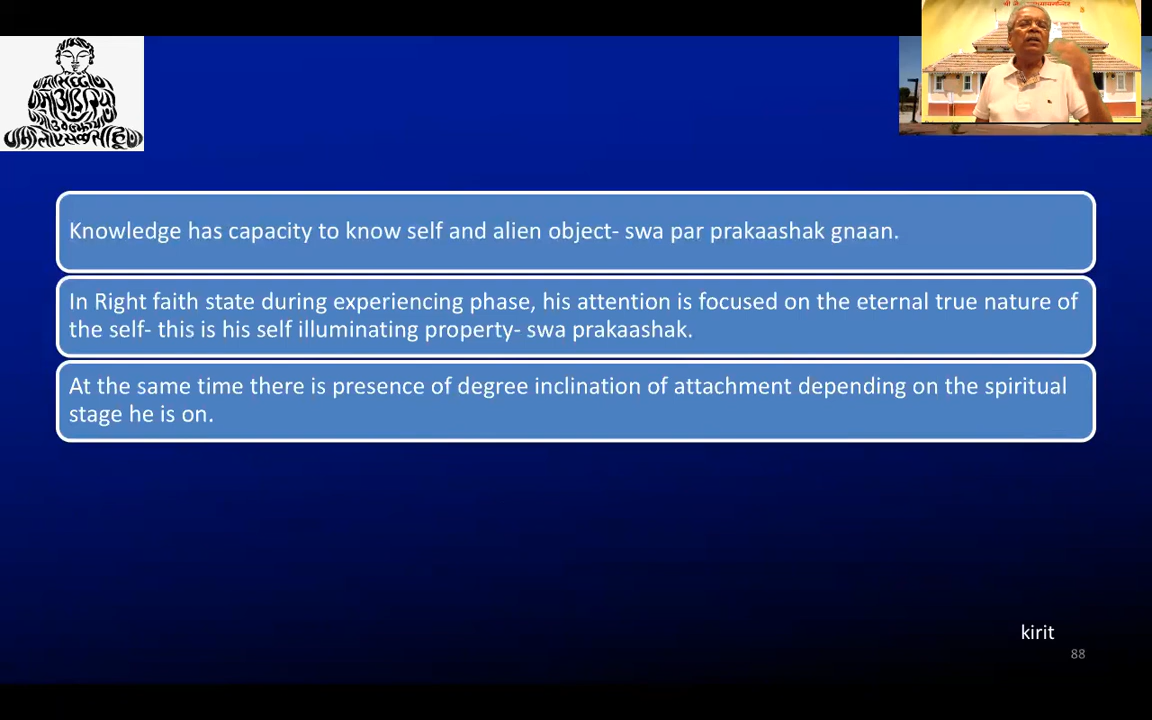 Knowledge has capacity to know self and alien object- swa par prakaashak gnaan.
In Right faith state during experiencing phase, his attention is focused on the eternal true nature of
the self- this is his self illuminating property- swa prakaashak.
At the same time there is presence of degree inclination of attachment depending on the spiritual
stage he is on.
kirit
88